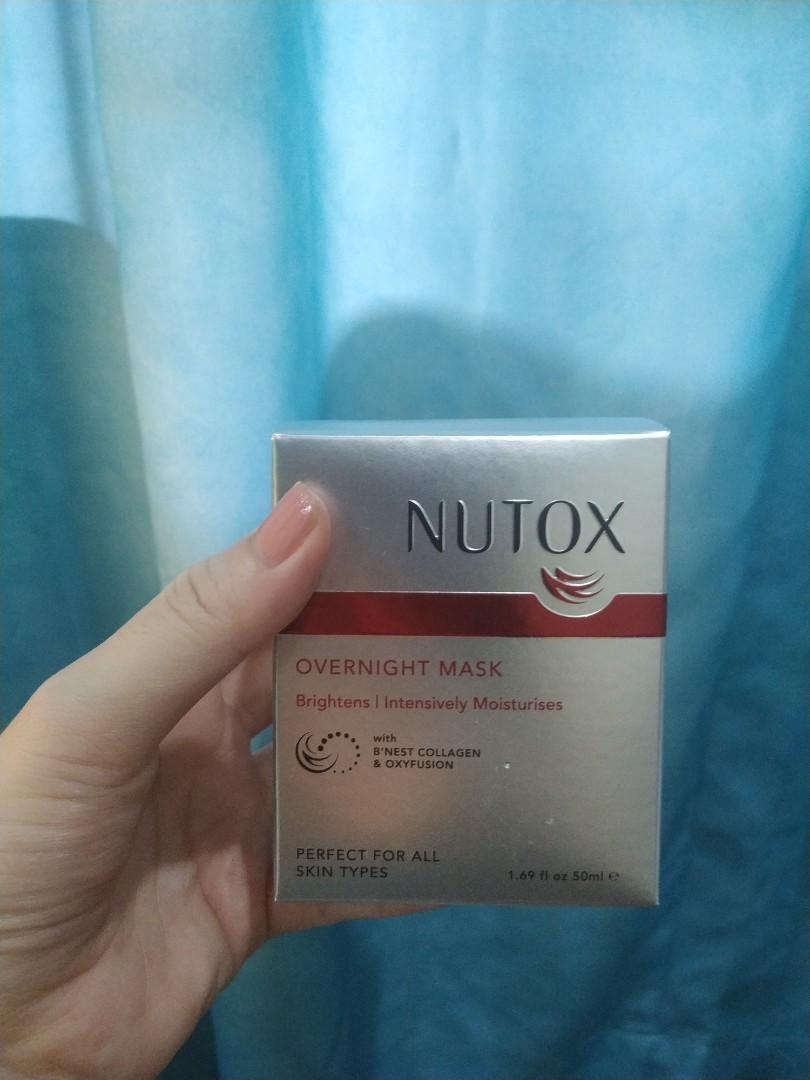 NUTOX
OVERNIGHT MASK
Brightens | Intensively Moisturises
with
B'NEST COLLAGEN
& OXYFUSION
PERFECT FOR ALL
SKIN TYPES
1.69 fl oz 50ml ℮